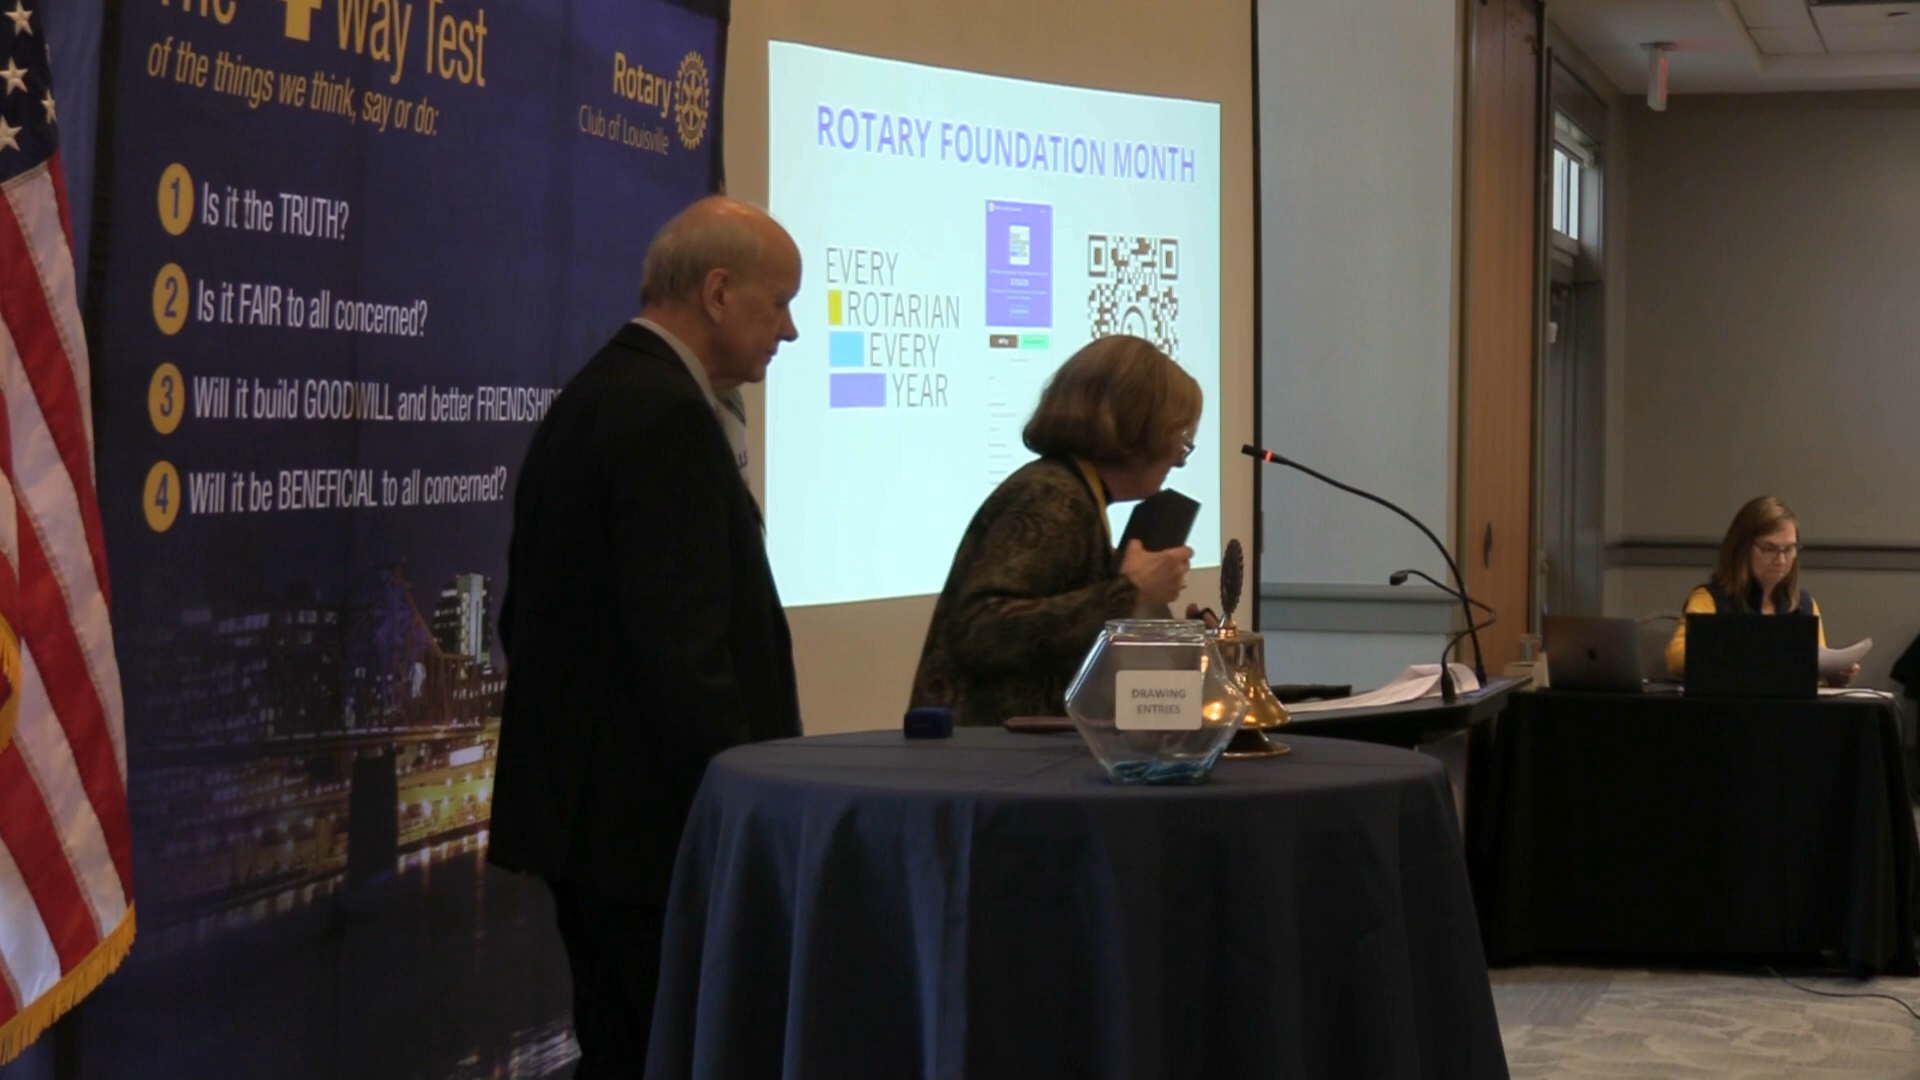 The 4 Way Test
of the things we think, say or do:
Rotary
Club of Louisville
1 Is it the TRUTH?
2 Is it FAIR to all concerned?
3 Will it build GOODWILL and better
4 Will it be BENEFICIAL to all concerned?
ROTARY FOUNDATION MONTH
EVERY
ROTARIAN
EVERY
YEAR
DRAWING
ENTRIES